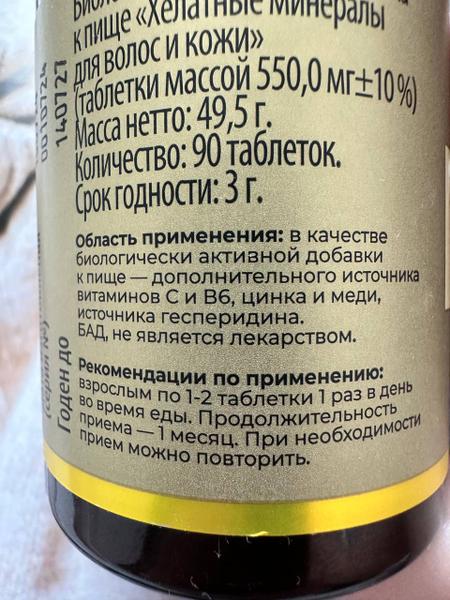 к пище «Хелатные минералы
для волос и кожи»
(таблетки массой 550,0 мг±10%)
Масса нетто: 49,5 г.
Количество: 90 таблеток.
Срок годности: 3 г.
Область применения: в качестве
биологически активной добавки
к пище — дополнительного источника
витаминов С и В6, цинка и меди,
источника гесперидина.
БАД, не является лекарством.
Рекомендации по применению:
взрослым по 1-2 таблетки 1 раз в день
во время еды. Продолжительность
приема — 1 месяц. При необходимости
прием можно повторить.
Годен до
140727
0010724